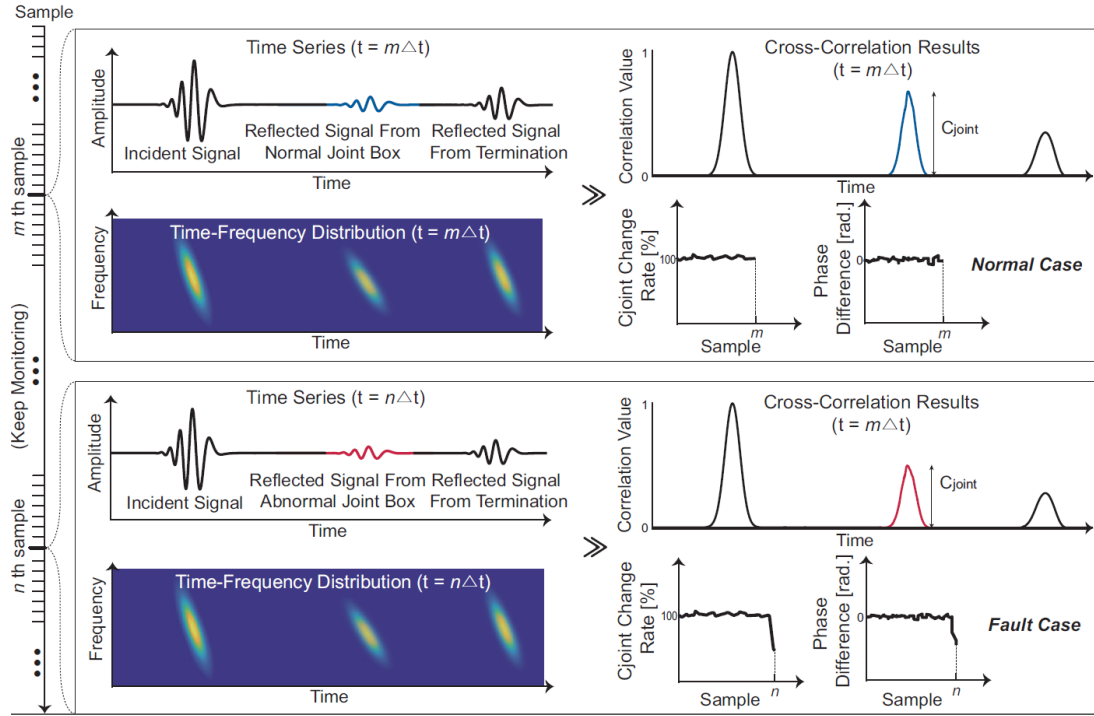 Sample
m th sample
(Keep Monitoring)
n th sample
Time Series (t = m△t)
Amplitude
Incident Signal
Reflected Signal From
Normal Joint Box
Reflected Signal
From Termination
Time
Time-Frequency Distribution (t = m△t)
Frequency
Time
Cross-Correlation Results
(t = m△t)
Correlation Value
1
0
Cjoint
Time
Cjoint Change
Rate [%]
100
m
Sample
Phase
Difference [rad.]
0
m
Sample
Normal Case
Time Series (t = n△t)
Amplitude
Incident Signal
Reflected Signal From
Abnormal Joint Box
Reflected Signal
From Termination
Time
Time-Frequency Distribution (t = n△t)
Frequency
Time
Cross-Correlation Results
(t = m△t)
Correlation Value
1
0
Cjoint
Time
Cjoint Change
Rate [%]
100
n
Sample
Phase
Difference [rad.]
0
n
Sample
Fault Case